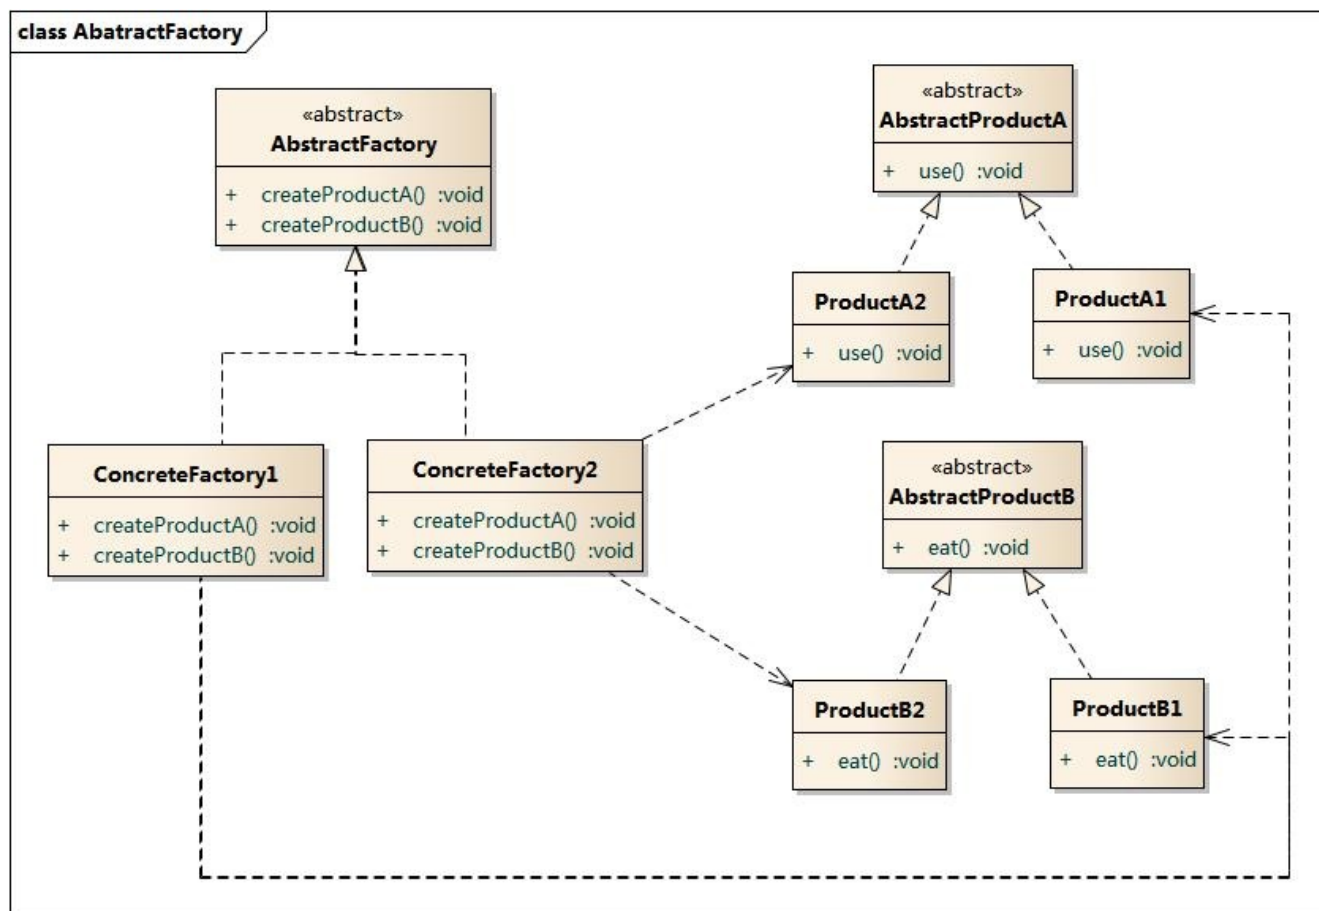 class AbatractFactory
«abstract»
AbstractFactory
+ createProductA() :void
+ createProductB() :void
«abstract»
AbstractProductA
+ use() :void
ProductA2
+ use() :void
ProductA1
+ use() :void
ConcreteFactory1
+ createProductA() :void
+ createProductB() :void
ConcreteFactory2
+ createProductA() :void
+ createProductB() :void
«abstract»
AbstractProductB
+ eat() :void
ProductB2
+ eat() :void
ProductB1
+ eat() :void